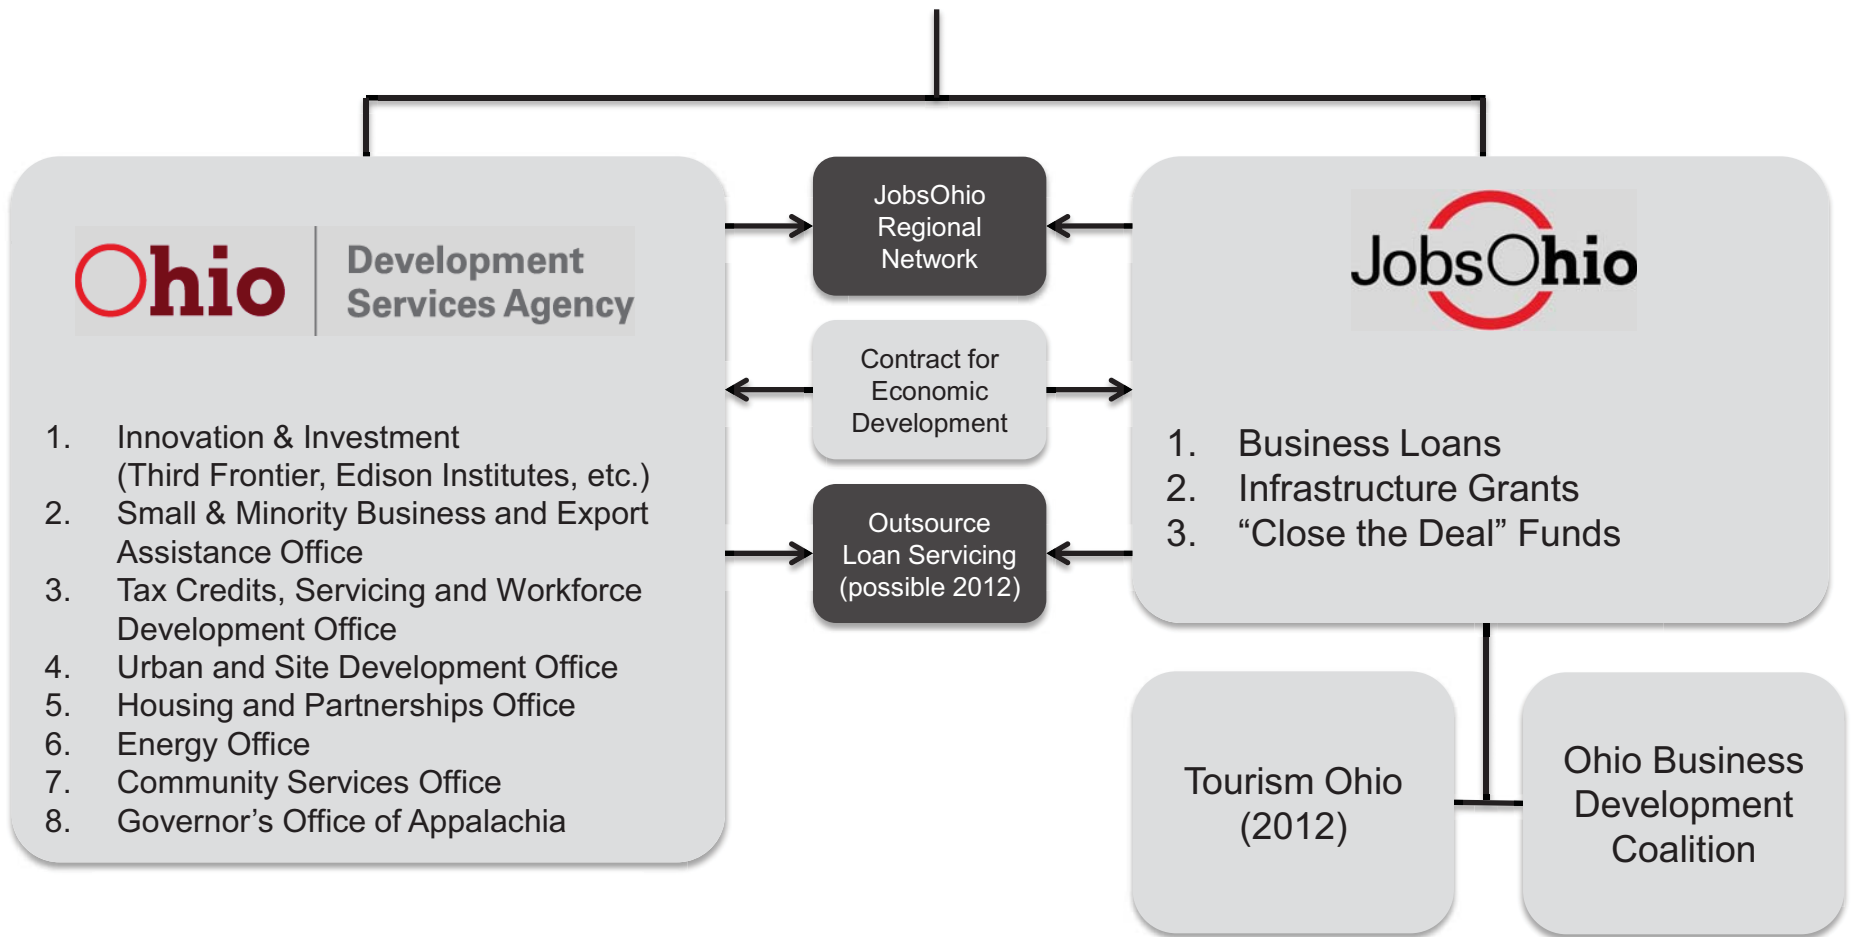 Ohio
Development
Services Agency
1. Innovation & Investment
(Third Frontier, Edison Institutes, etc.)
2. Small & Minority Business and Export
Assistance Office
3. Tax Credits, Servicing and Workforce
Development Office
4. Urban and Site Development Office
5. Housing and Partnerships Office
6. Energy Office
7. Community Services Office
8. Governor’s Office of Appalachia
JobsOhio
Regional
Network
Contract for
Economic
Development
Outsource
Loan Servicing
(possible 2012)
JobsOhio
1. Business Loans
2. Infrastructure Grants
3. “Close the Deal” Funds
Tourism Ohio
(2012)
Ohio Business
Development
Coalition